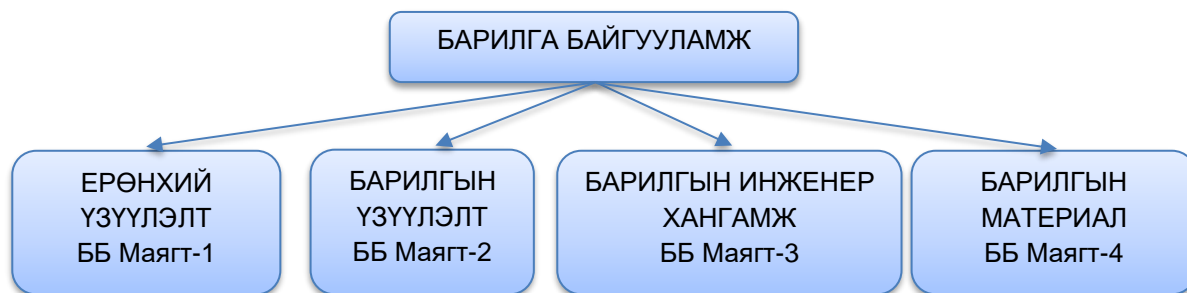 БАРИЛГА БАЙГУУЛАМЖ
ЕРӨНХИЙ
ҮЗҮҮЛЭЛТ
ББ Маягт-1
БАРИЛГЫН
ҮЗҮҮЛЭЛТ
ББ Маягт-2
БАРИЛГЫН ИНЖЕНЕР
ХАНГАМЖ
ББ Маягт-3
БАРИЛГЫН
МАТЕРИАЛ
ББ Маягт-4